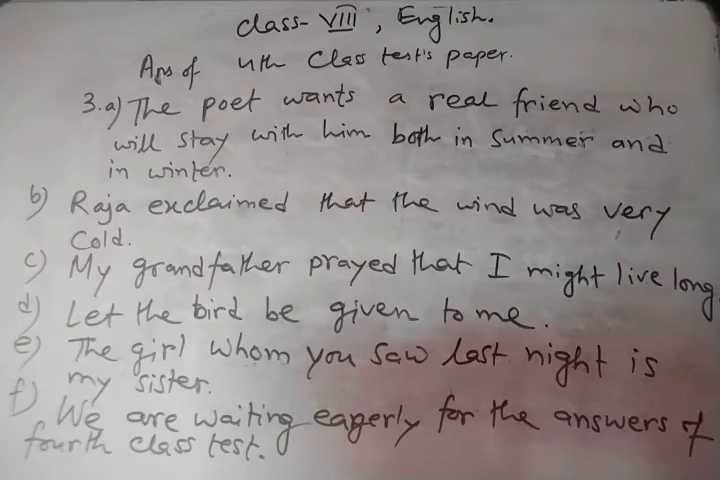 class- VIII, English.
Ans of 4th Class test's paper.
3.a) The poet wants a real friend who
will stay with him both in Summer and
in winter.
b) Raja exclaimed that the wind was very
Cold.
c) My grandfather prayed that I might live long
d) Let the bird be given to me.
e) The girl whom you saw last night is
my sister.
f) We are waiting eagerly for the answers of
fourth class test.